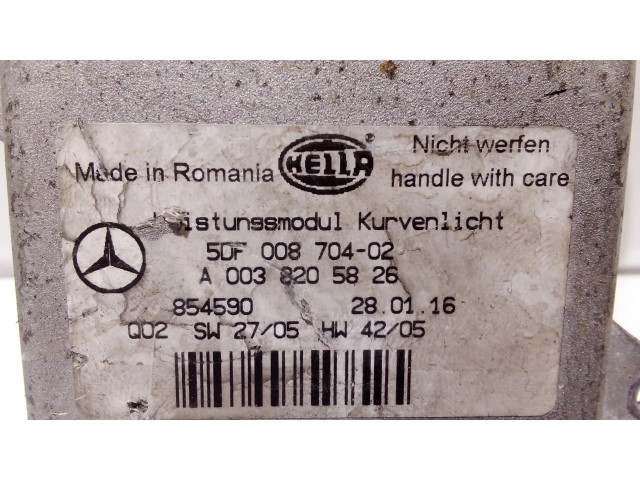 Made in Romania HELLA ® Nicht werfen
handle with care
istungsmodul Kurvenlicht
5DF 008 704-02
A 003 820 58 26
854590 28.01.16
Q02 SW 27/05 HW 42/05